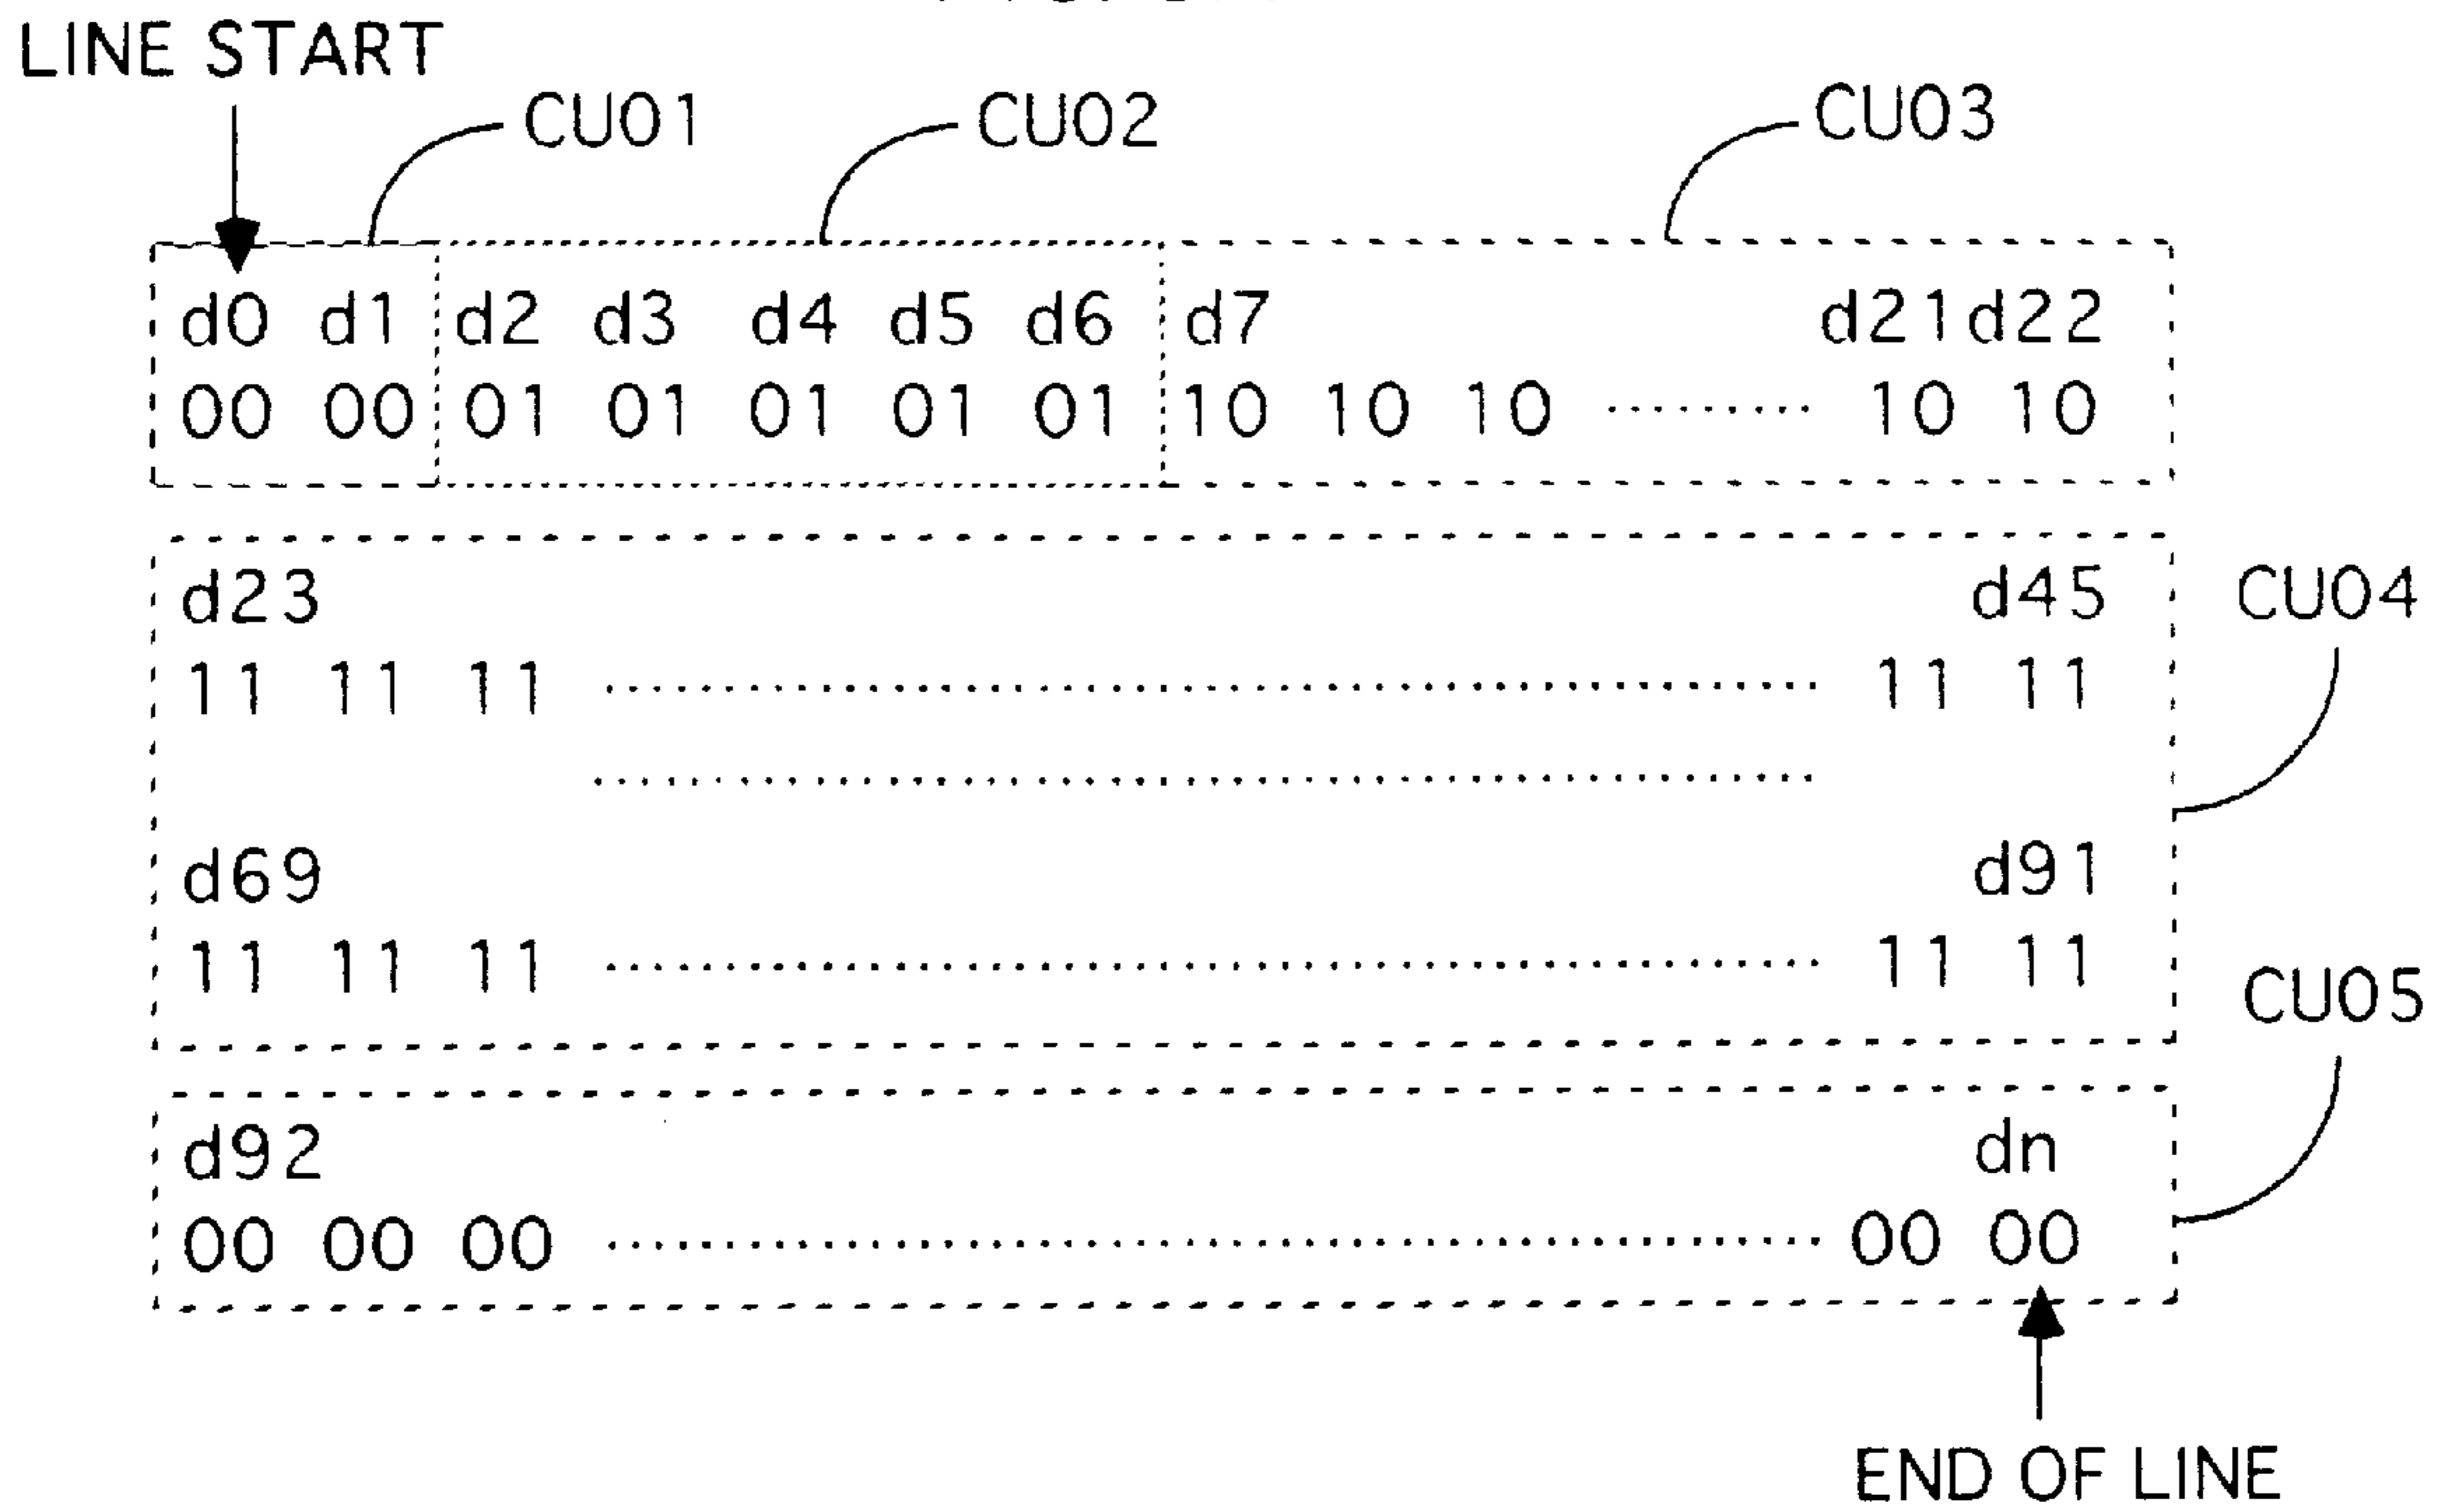 LINE START
CU01 CU02 CU03
d0 d1 d2 d3 d4 d5 d6 d7 d21 d22
00 00 01 01 01 01 01 10 10 10 ········ 10 10
d23 d45 CU04
11 11 11 ········ 11 11
········
d69 d91
11 11 11 ········ 11 11
CU05
d92 dn
00 00 00 ········ 00 00
END OF LINE